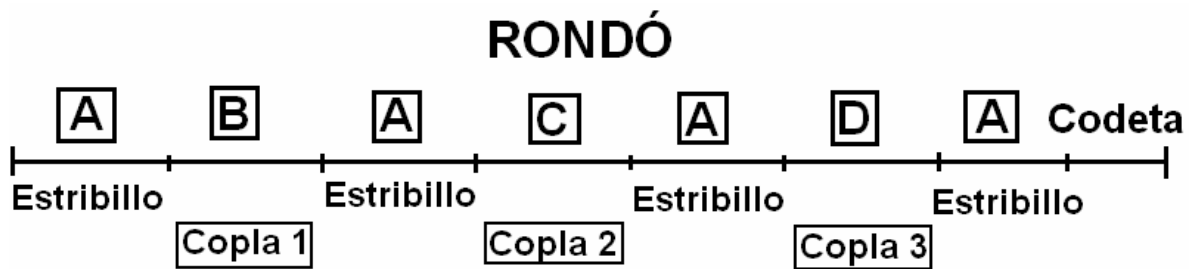 RONDÓ
A B A C A D A Codeta
Estribillo Estribillo Estribillo Estribillo
Copla 1 Copla 2 Copla 3